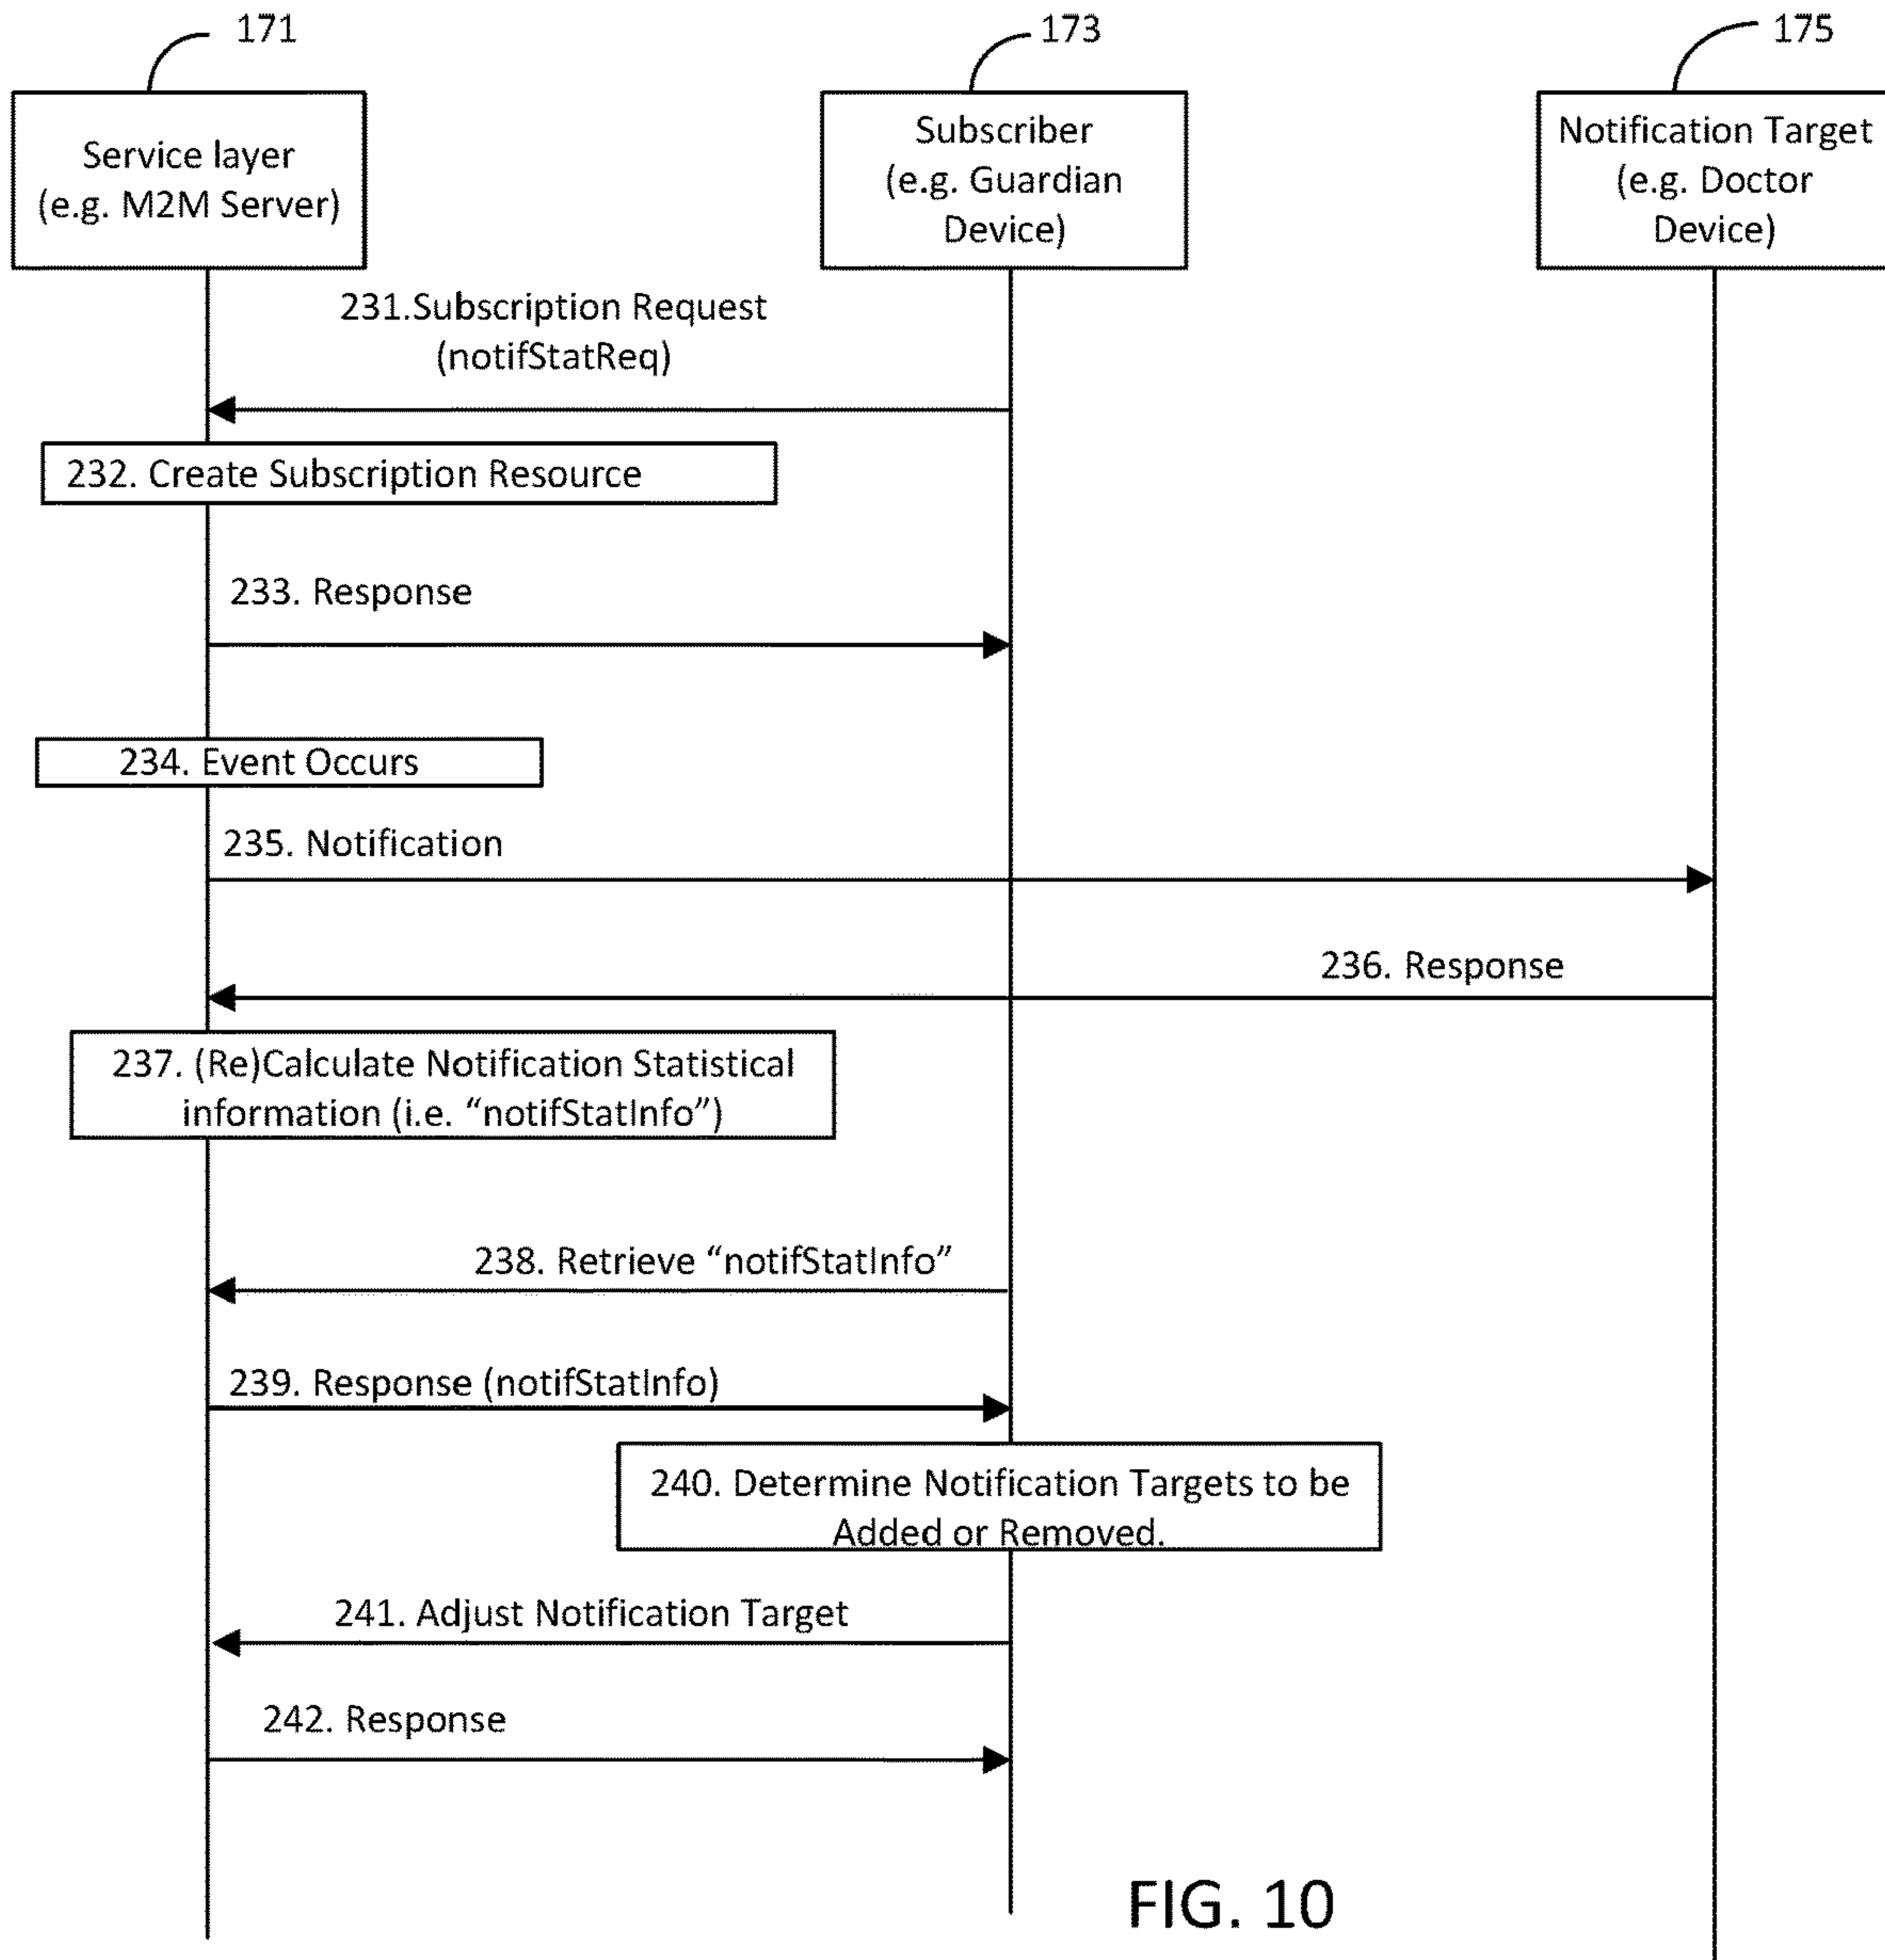 171
173
175
Service layer
(e.g. M2M Server)
Subscriber
(e.g. Guardian
Device)
Notification Target
(e.g. Doctor
Device)
231.Subscription Request
(notifStatReq)
232. Create Subscription Resource
233. Response
234. Event Occurs
235. Notification
236. Response
237. (Re)Calculate Notification Statistical
information (i.e. “notifStatInfo”)
238. Retrieve “notifStatInfo”
239. Response (notifStatInfo)
240. Determine Notification Targets to be
Added or Removed.
241. Adjust Notification Target
242. Response
FIG. 10